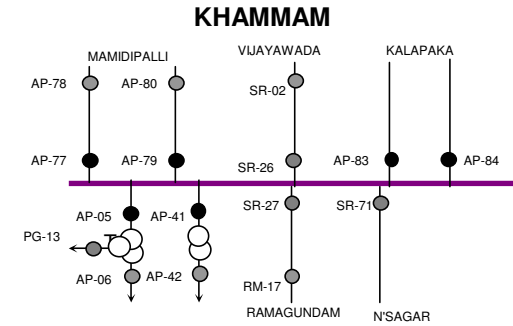 KHAMMAM
MAMIDIPALLI VIJAYAWADA KALAPAKA
AP-78 AP-80 SR-02
AP-77 AP-79 SR-26 AP-83 AP-84
AP-05 AP-41 SR-27 SR-71
PG-13
AP-06 AP-42 RM-17
RAMAGUNDAM N'SAGAR